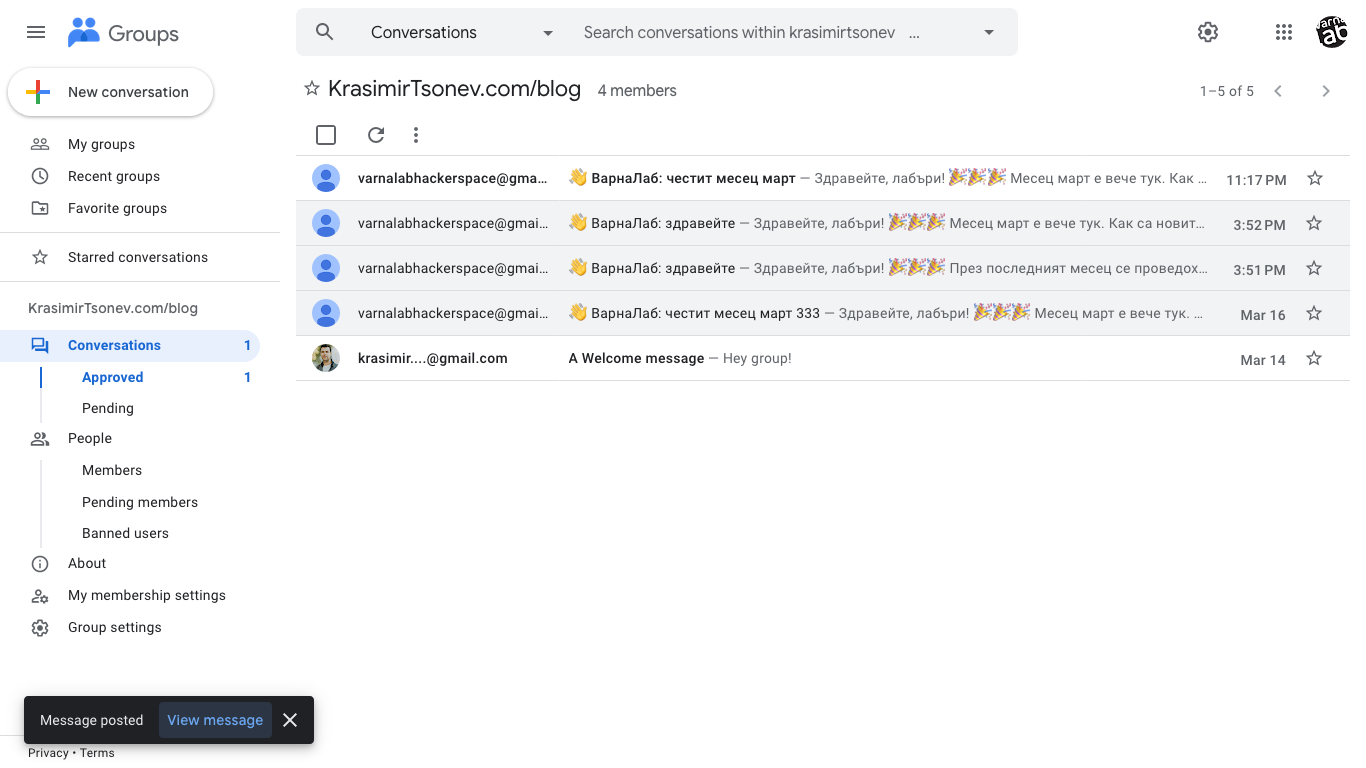 Groups
Conversations
Search conversations within krasimirtsonev ...
New conversation
My groups
Recent groups
Favorite groups
Starred conversations
KrasimirTsonev.com/blog
Conversations 1
Approved 1
Pending
People
Members
Pending members
Banned users
About
My membership settings
Group settings
KrasimirTsonev.com/blog 4 members
1–5 of 5
varnalabhackerspace@gma... 👋 ВарнаЛаб: честит месец март — Здравейте, лабъри! 🎉🎉🎉 Месец март е вече тук. Как ... 11:17 PM
varnalabhackerspace@gmai... 👋 ВарнаЛаб: здравейте — Здравейте, лабъри! 🎉🎉🎉 Месец март е вече тук. Как са новит... 3:52 PM
varnalabhackerspace@gmai... 👋 ВарнаЛаб: здравейте — Здравейте, лабъри! 🎉🎉🎉 През последният месец се проведох... 3:51 PM
varnalabhackerspace@gmai... 👋 ВарнаЛаб: честит месец март 333 — Здравейте, лабъри! 🎉🎉🎉 Месец март е вече тук. ... Mar 16
krasimir....@gmail.com A Welcome message — Hey group! Mar 14
Message posted View message
Privacy • Terms